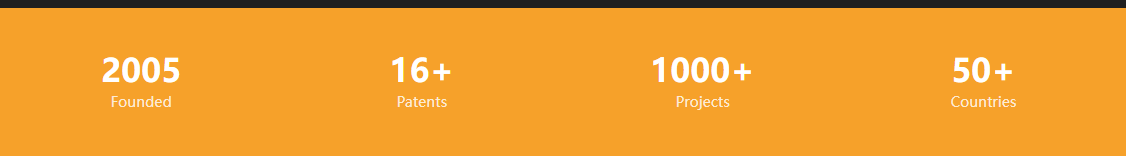 2005
Founded
16+
Patents
1000+
Projects
50+
Countries